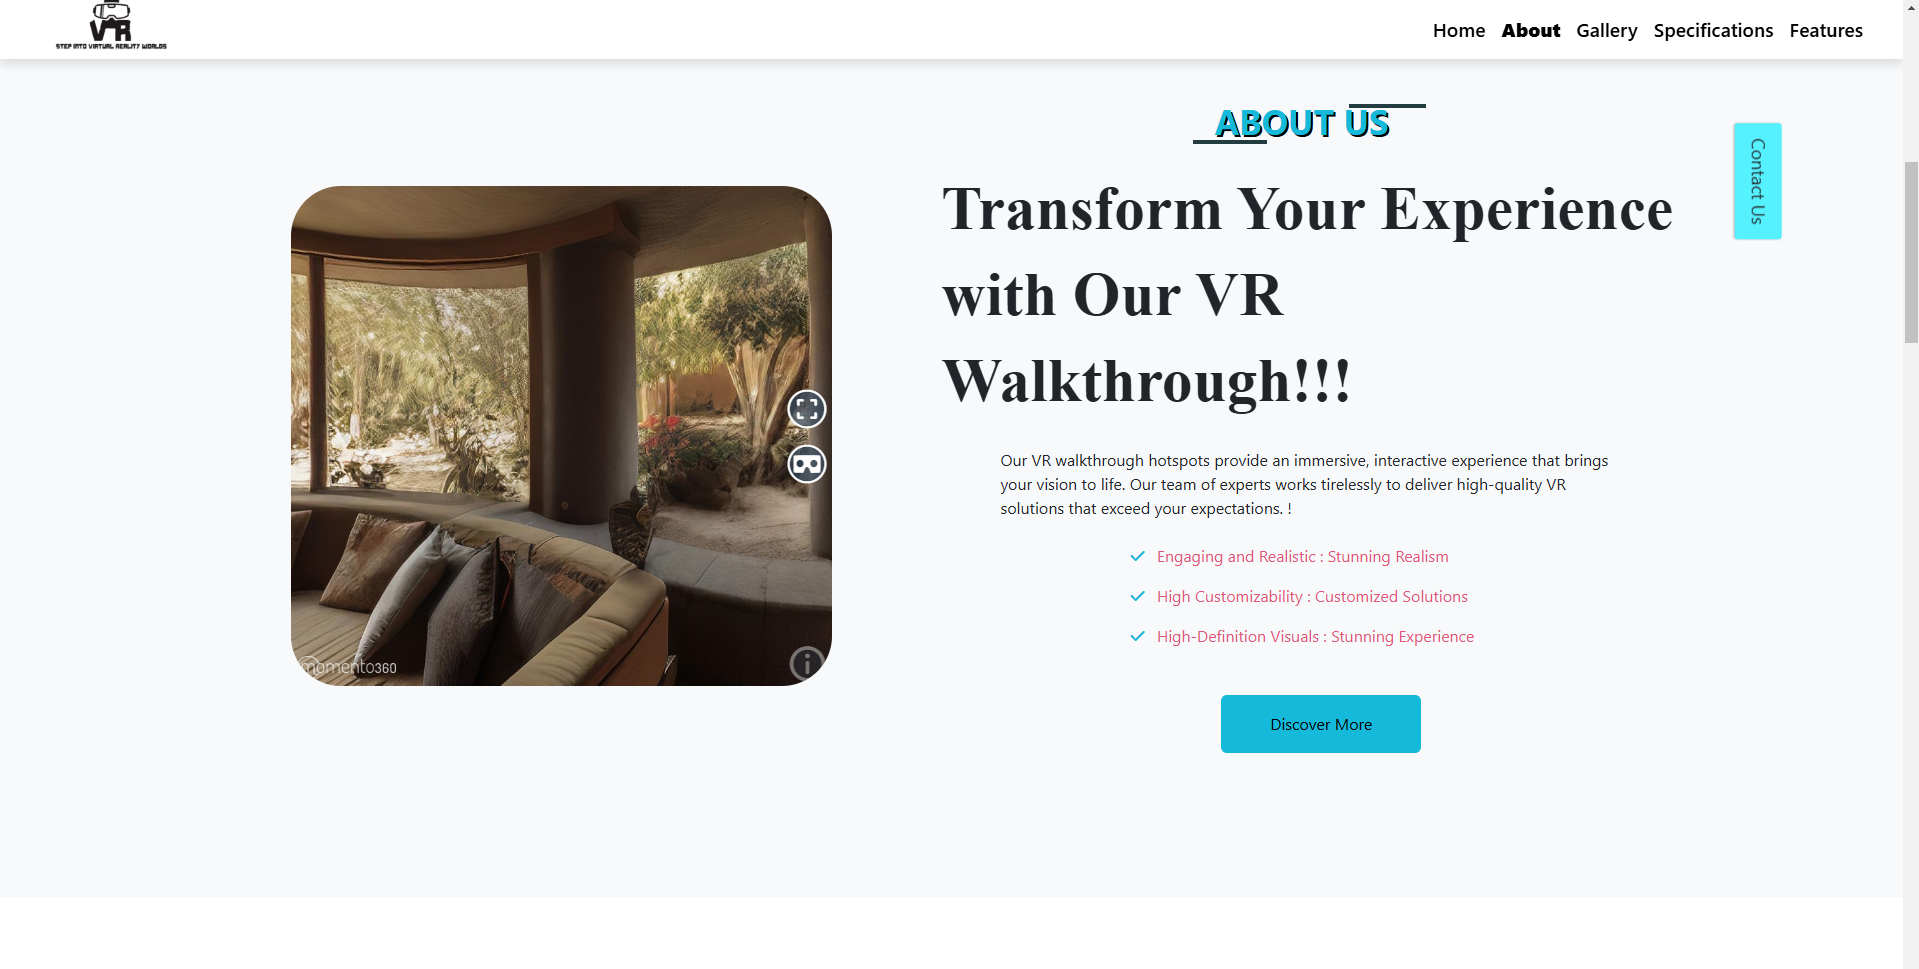 VR
STEP INTO VIRTUAL REALITY WORLDS
Home About Gallery Specifications Features
ABOUT US
Contact Us
Transform Your Experience
with Our VR
Walkthrough!!!
Our VR walkthrough hotspots provide an immersive, interactive experience that brings
your vision to life. Our team of experts works tirelessly to deliver high-quality VR
solutions that exceed your expectations. !
Engaging and Realistic : Stunning Realism
High Customizability : Customized Solutions
High-Definition Visuals : Stunning Experience
momento360
Discover More